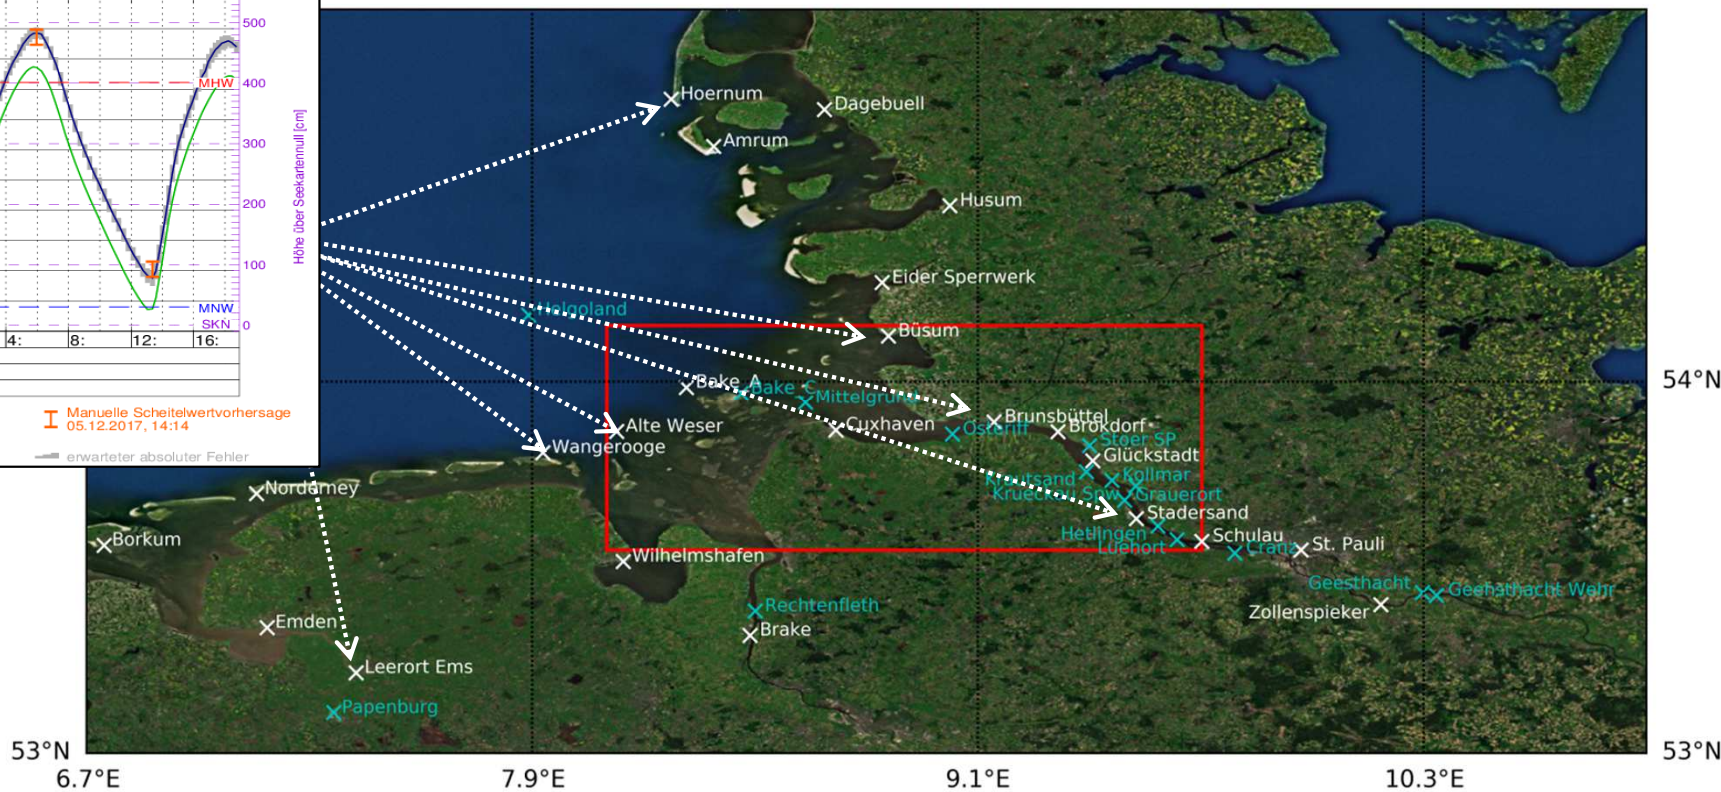 500
MHW
400
300
200
100
MNW
SKN
0
Höhe über Seekartennull [cm]
4:
8:
12:
16:
Manuelle Scheitelwertvorhersage
05.12.2017, 14:14
erwarteter absoluter Fehler
Hoernum
Dagebuell
Amrum
Husum
Eider Sperrwerk
Helgoland
Büsum
54°N
Bake A
Bake C
Mittelgrund
Alte Weser
Cuxhaven
Osteriff
Brunsbüttel
Brokdorf
Wangerooge
Stoer SP
Glückstadt
Krautsand
Kollmar
Krueckau Spw
Grauerort
Norderney
Stadersand
Borkum
Hetlingen
Schulau
Luehort
Cranz
St. Pauli
Wilhelmshafen
Geesthacht
Geehsthacht Wehr
Rechtenfleth
Zollenspieker
Emden
Brake
Leerort Ems
Papenburg
53°N
53°N
6.7°E
7.9°E
9.1°E
10.3°E